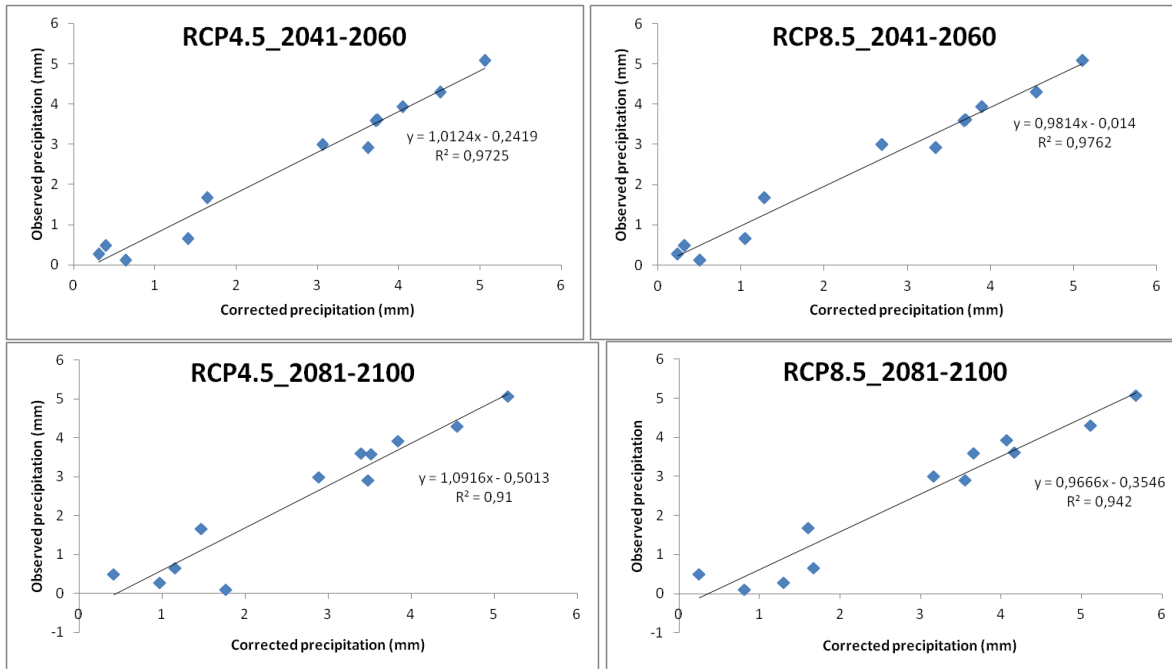 RCP4.5_2041-2060
Observed precipitation (mm)
6
5
4
3
2
1
0
y = 1,0124x - 0,2419
R² = 0,9725
0 1 2 3 4 5 6
Corrected precipitation (mm)
RCP8.5_2041-2060
Observed precipitation (mm)
6
5
4
3
2
1
0
y = 0,9814x - 0,014
R² = 0,9762
0 1 2 3 4 5 6
Corrected precipitation (mm)
RCP4.5_2081-2100
Observed precipitation (mm)
6
5
4
3
2
1
0
-1
y = 1,0916x - 0,5013
R² = 0,91
0 1 2 3 4 5 6
Corrected precipitation (mm)
RCP8.5_2081-2100
Observed precipitation
6
5
4
3
2
1
0
-1
y = 0,9666x - 0,3546
R² = 0,942
0 1 2 3 4 5 6
Corrected precipitation (mm)